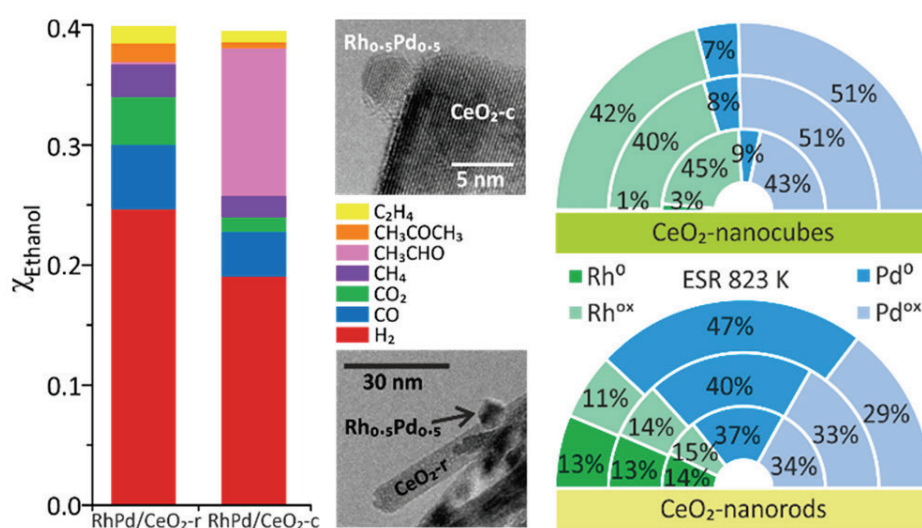 0.4
0.3
0.2
0.1
0.0
χEthanol
RhPd/CeO₂-r
RhPd/CeO₂-c
Rh₀.₅Pd₀.₅
CeO₂-c
5 nm
C₂H₄
CH₃COCH₃
CH₃CHO
CH₄
CO₂
CO
H₂
30 nm
Rh₀.₅Pd₀.₅
CeO₂-r
7%
42%
51%
8%
40%
51%
9%
45%
43%
1%
3%
CeO₂-nanocubes
Rh⁰
ESR 823 K
Pd⁰
Rhᵒˣ
Pdᵒˣ
47%
40%
11%
29%
14%
37%
33%
15%
34%
13%
13%
14%
CeO₂-nanorods